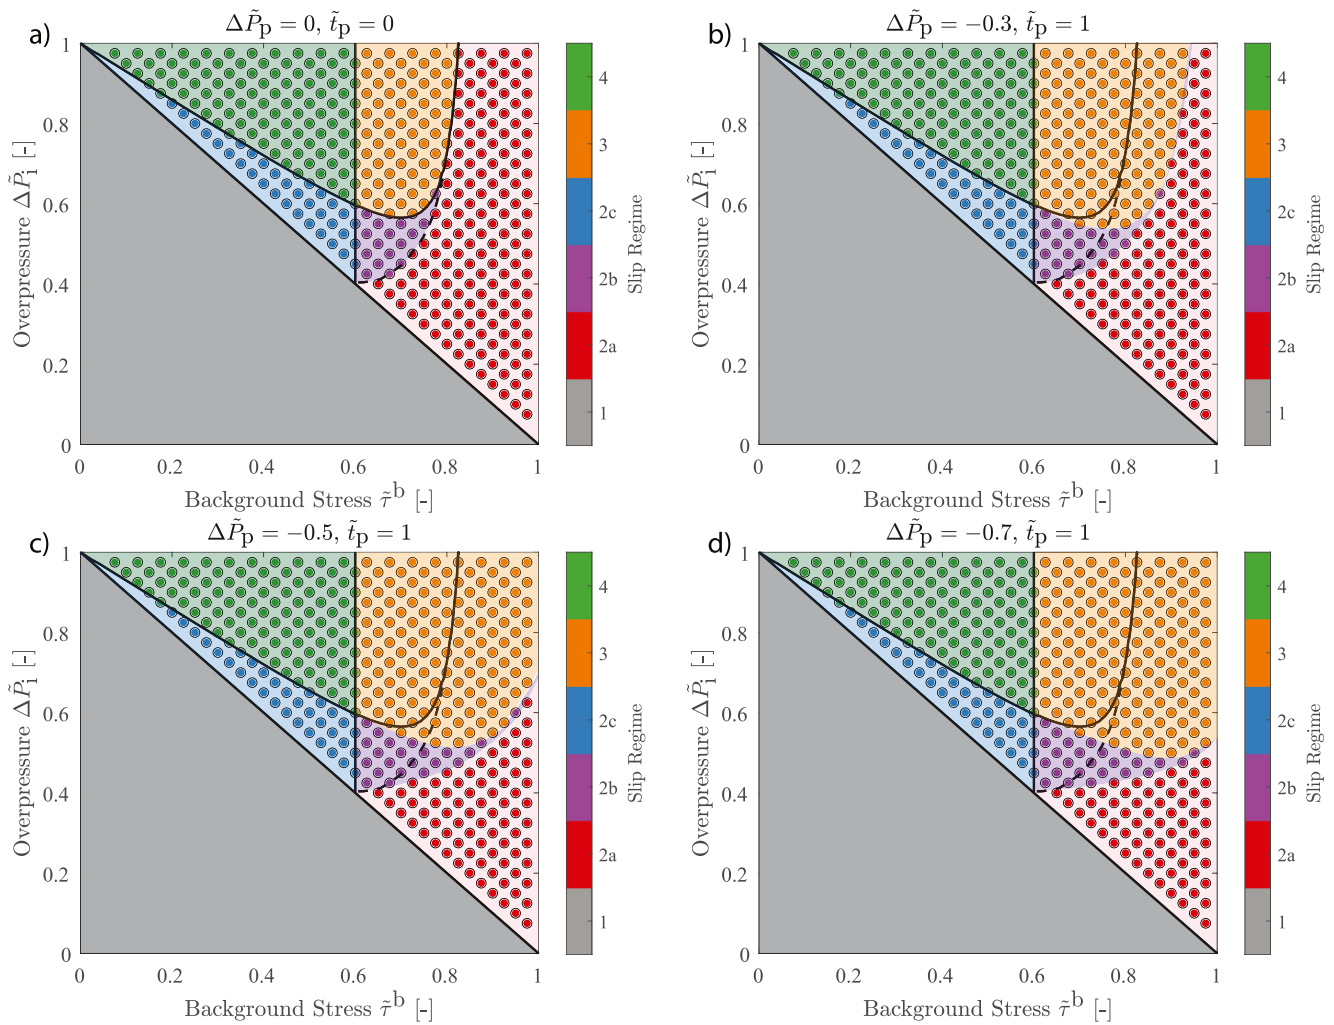 a) ΔP̃p = 0, t̃p = 0
1
0.8
0.6
0.4
0.2
0
Overpressure ΔP̃i [-]
0 0.2 0.4 0.6 0.8 1
Background Stress τ̃b [-]
4
3
2c
2b
2a
1
Slip Regime
b) ΔP̃p = −0.3, t̃p = 1
1
0.8
0.6
0.4
0.2
0
Overpressure ΔP̃i [-]
0 0.2 0.4 0.6 0.8 1
Background Stress τ̃b [-]
4
3
2c
2b
2a
1
Slip Regime
c) ΔP̃p = −0.5, t̃p = 1
1
0.8
0.6
0.4
0.2
0
Overpressure ΔP̃i [-]
0 0.2 0.4 0.6 0.8 1
Background Stress τ̃b [-]
4
3
2c
2b
2a
1
Slip Regime
d) ΔP̃p = −0.7, t̃p = 1
1
0.8
0.6
0.4
0.2
0
Overpressure ΔP̃i [-]
0 0.2 0.4 0.6 0.8 1
Background Stress τ̃b [-]
4
3
2c
2b
2a
1
Slip Regime